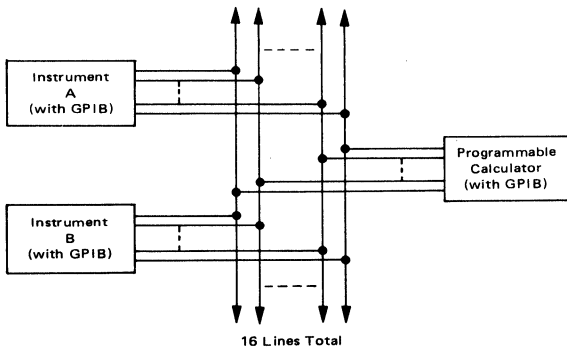 Instrument
A
(with GPIB)
Programmable
Calculator
(with GPIB)
Instrument
B
(with GPIB)
16 Lines Total